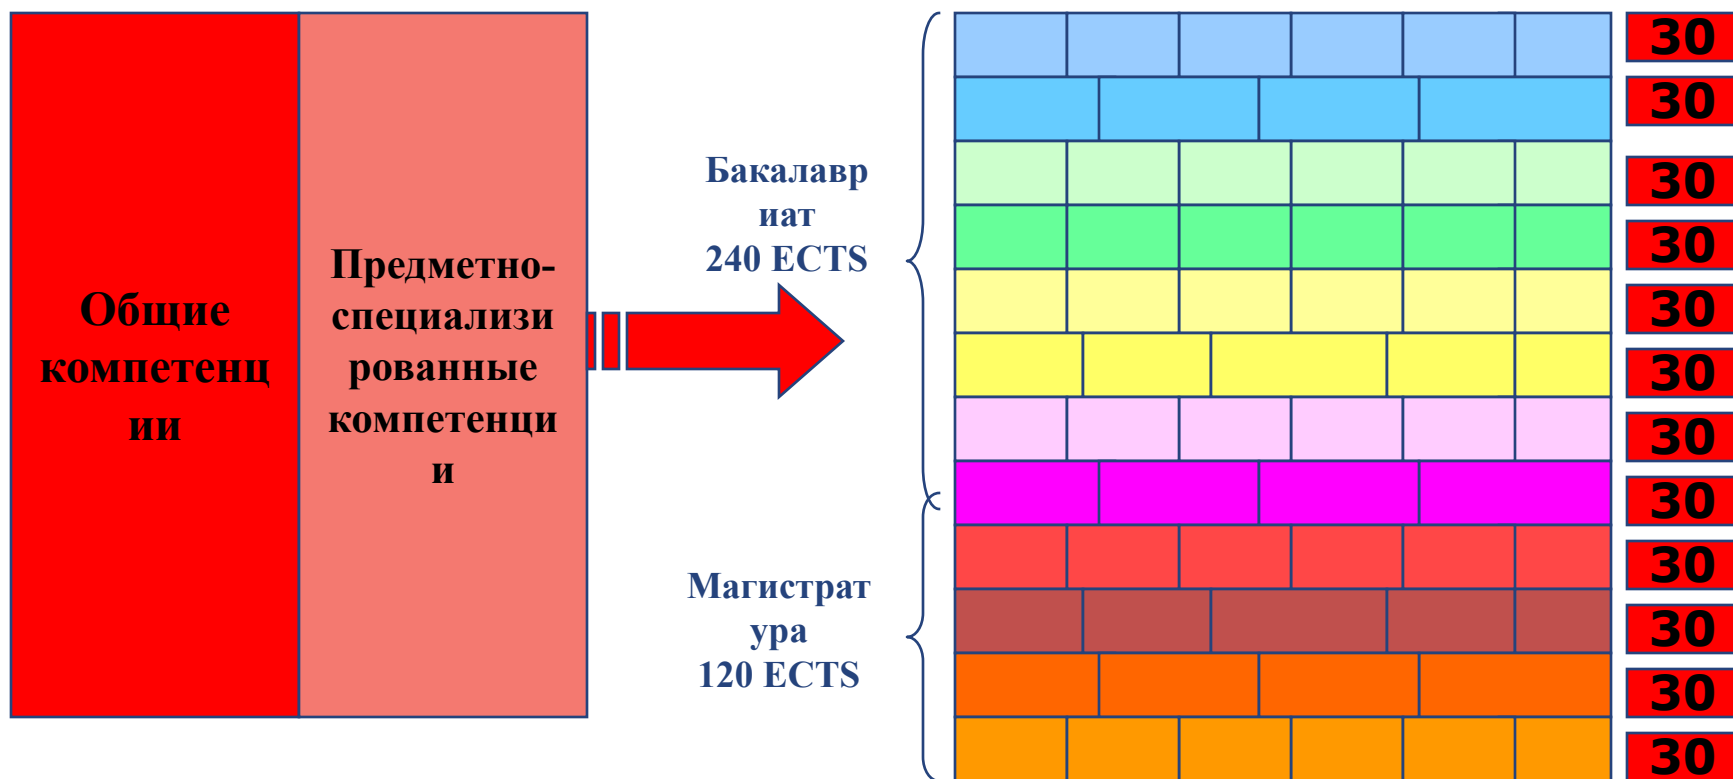 Общие
компетенц
ии
Предметно-
специализи
рованные
компетенци
и
Бакалавр
иат
240 ECTS
Магистрат
ура
120 ECTS
30
30
30
30
30
30
30
30
30
30
30
30